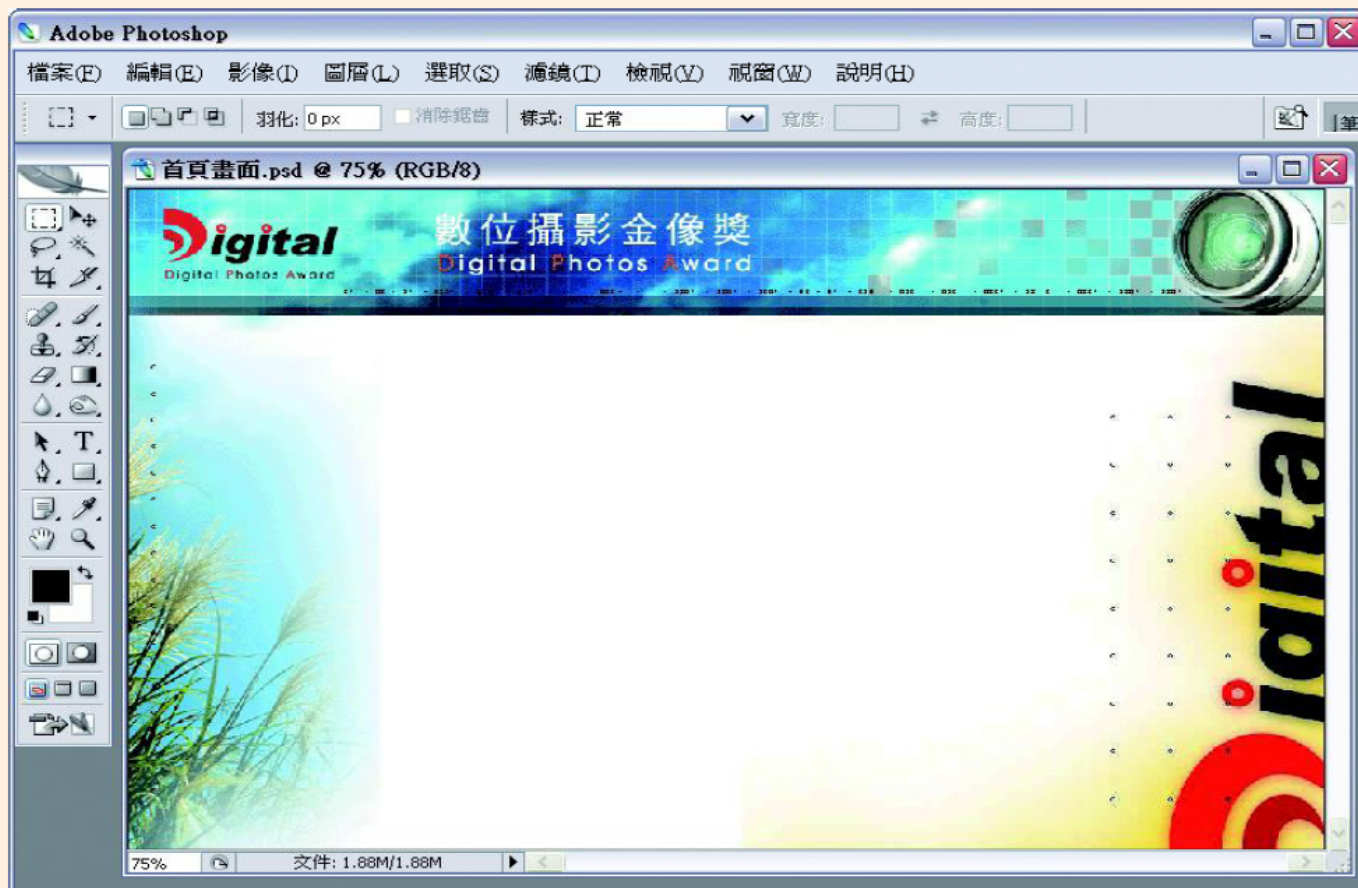 Adobe Photoshop
檔案(F) 編輯(E) 影像(I) 圖層(L) 選取(S) 濾鏡(T) 檢視(V) 視窗(W) 說明(H)
羽化: 0 px 消除鋸齒 樣式: 正常 寬度: 高度: 筆
首頁畫面.psd @ 75% (RGB/8)
Digital 數位攝影金像獎
Digital Photos Award Digital Photos Award
T
Digital
75% 文件: 1.88M/1.88M